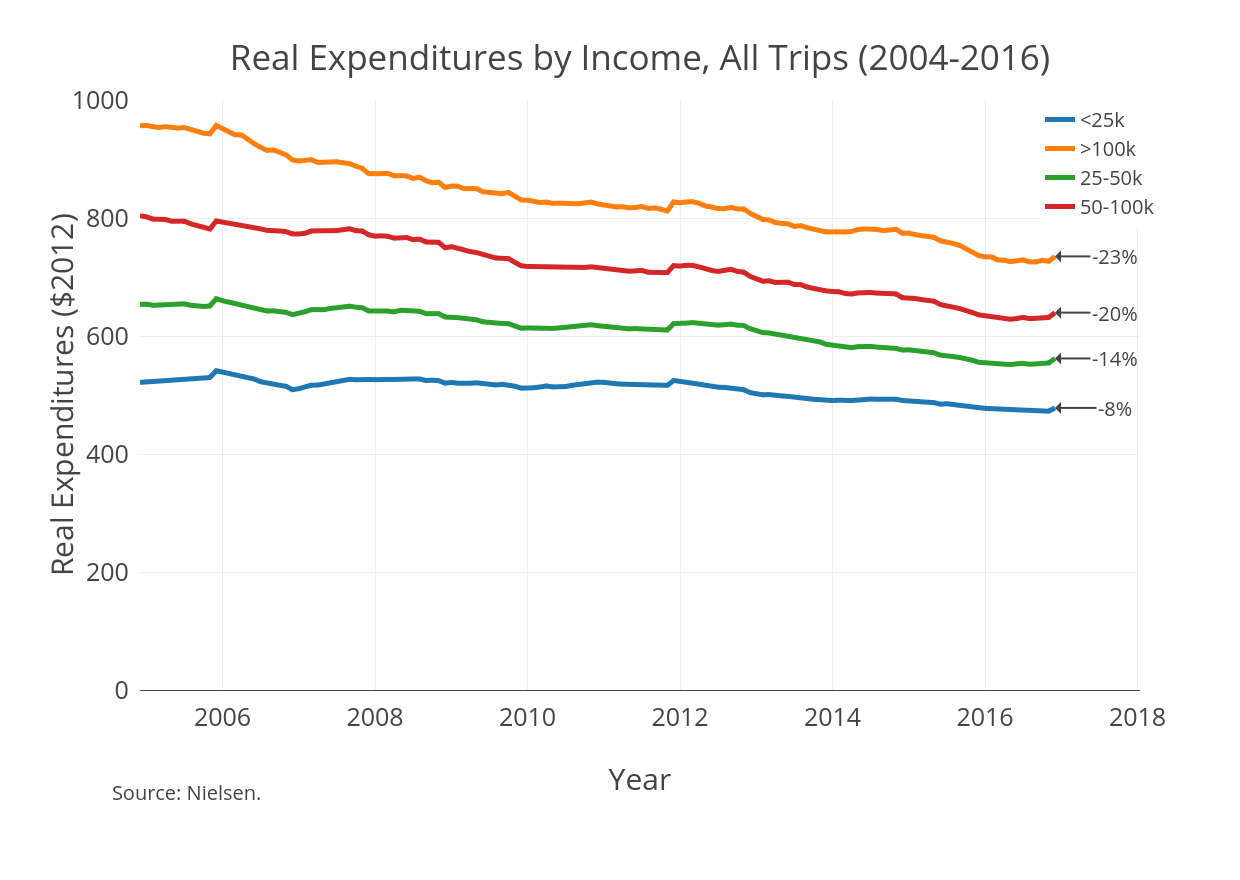 Real Expenditures by Income, All Trips (2004-2016)
1000
800
600
400
200
0
Real Expenditures ($2012)
<25k
>100k
25-50k
50-100k
-23%
-20%
-14%
-8%
2006
2008
2010
2012
2014
2016
2018
Year
Source: Nielsen.